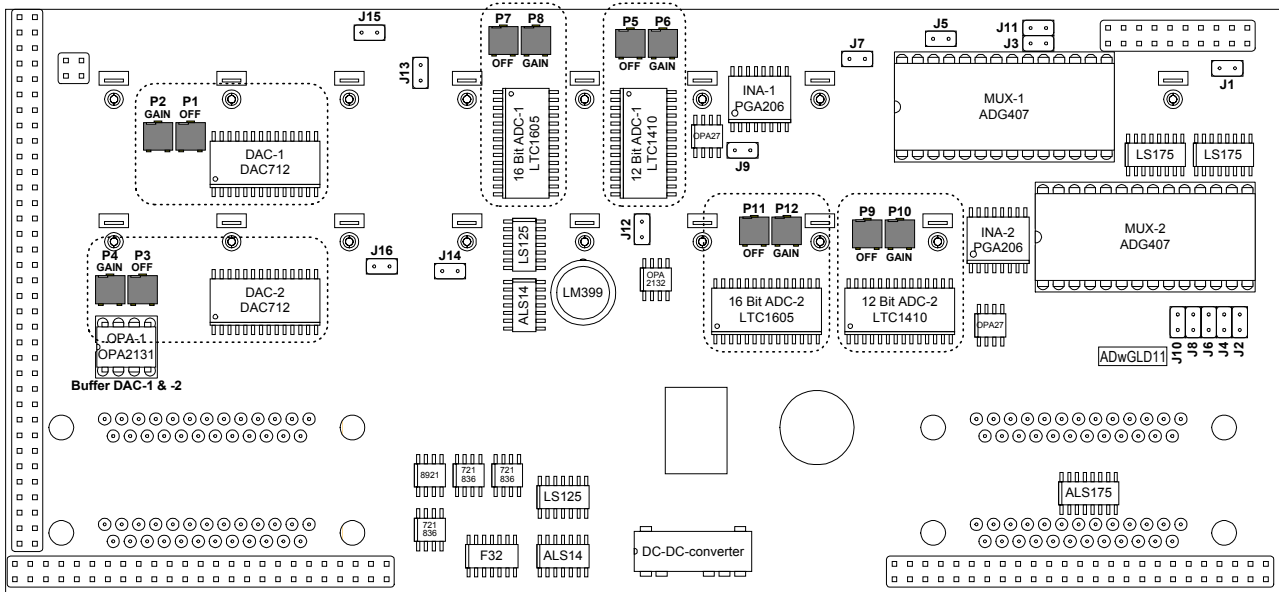 J15
P7 P8
OFF GAIN
16 Bit ADC-1
LTC1605
P5 P6
OFF GAIN
12 Bit ADC-1
LTC1410
J13
J7
J5
J11
J3
J1
INA-1
PGA206
OPA27
J9
MUX-1
ADG407
LS175
LS175
P2 P1
GAIN OFF
DAC-1
DAC712
P4 P3
GAIN OFF
DAC-2
DAC712
OPA-1
OPA2131
Buffer DAC-1 & -2
J16
J14
LS125
ALS14
LM399
J12
OPA
2132
P11 P12
OFF GAIN
16 Bit ADC-2
LTC1605
P9 P10
OFF GAIN
12 Bit ADC-2
LTC1410
INA-2
PGA206
OPA27
MUX-2
ADG407
ADwGLD11
J10
J8
J6
J4
J2
8921
721
836
721
836
721
836
LS125
F32
ALS14
DC-DC-converter
ALS175